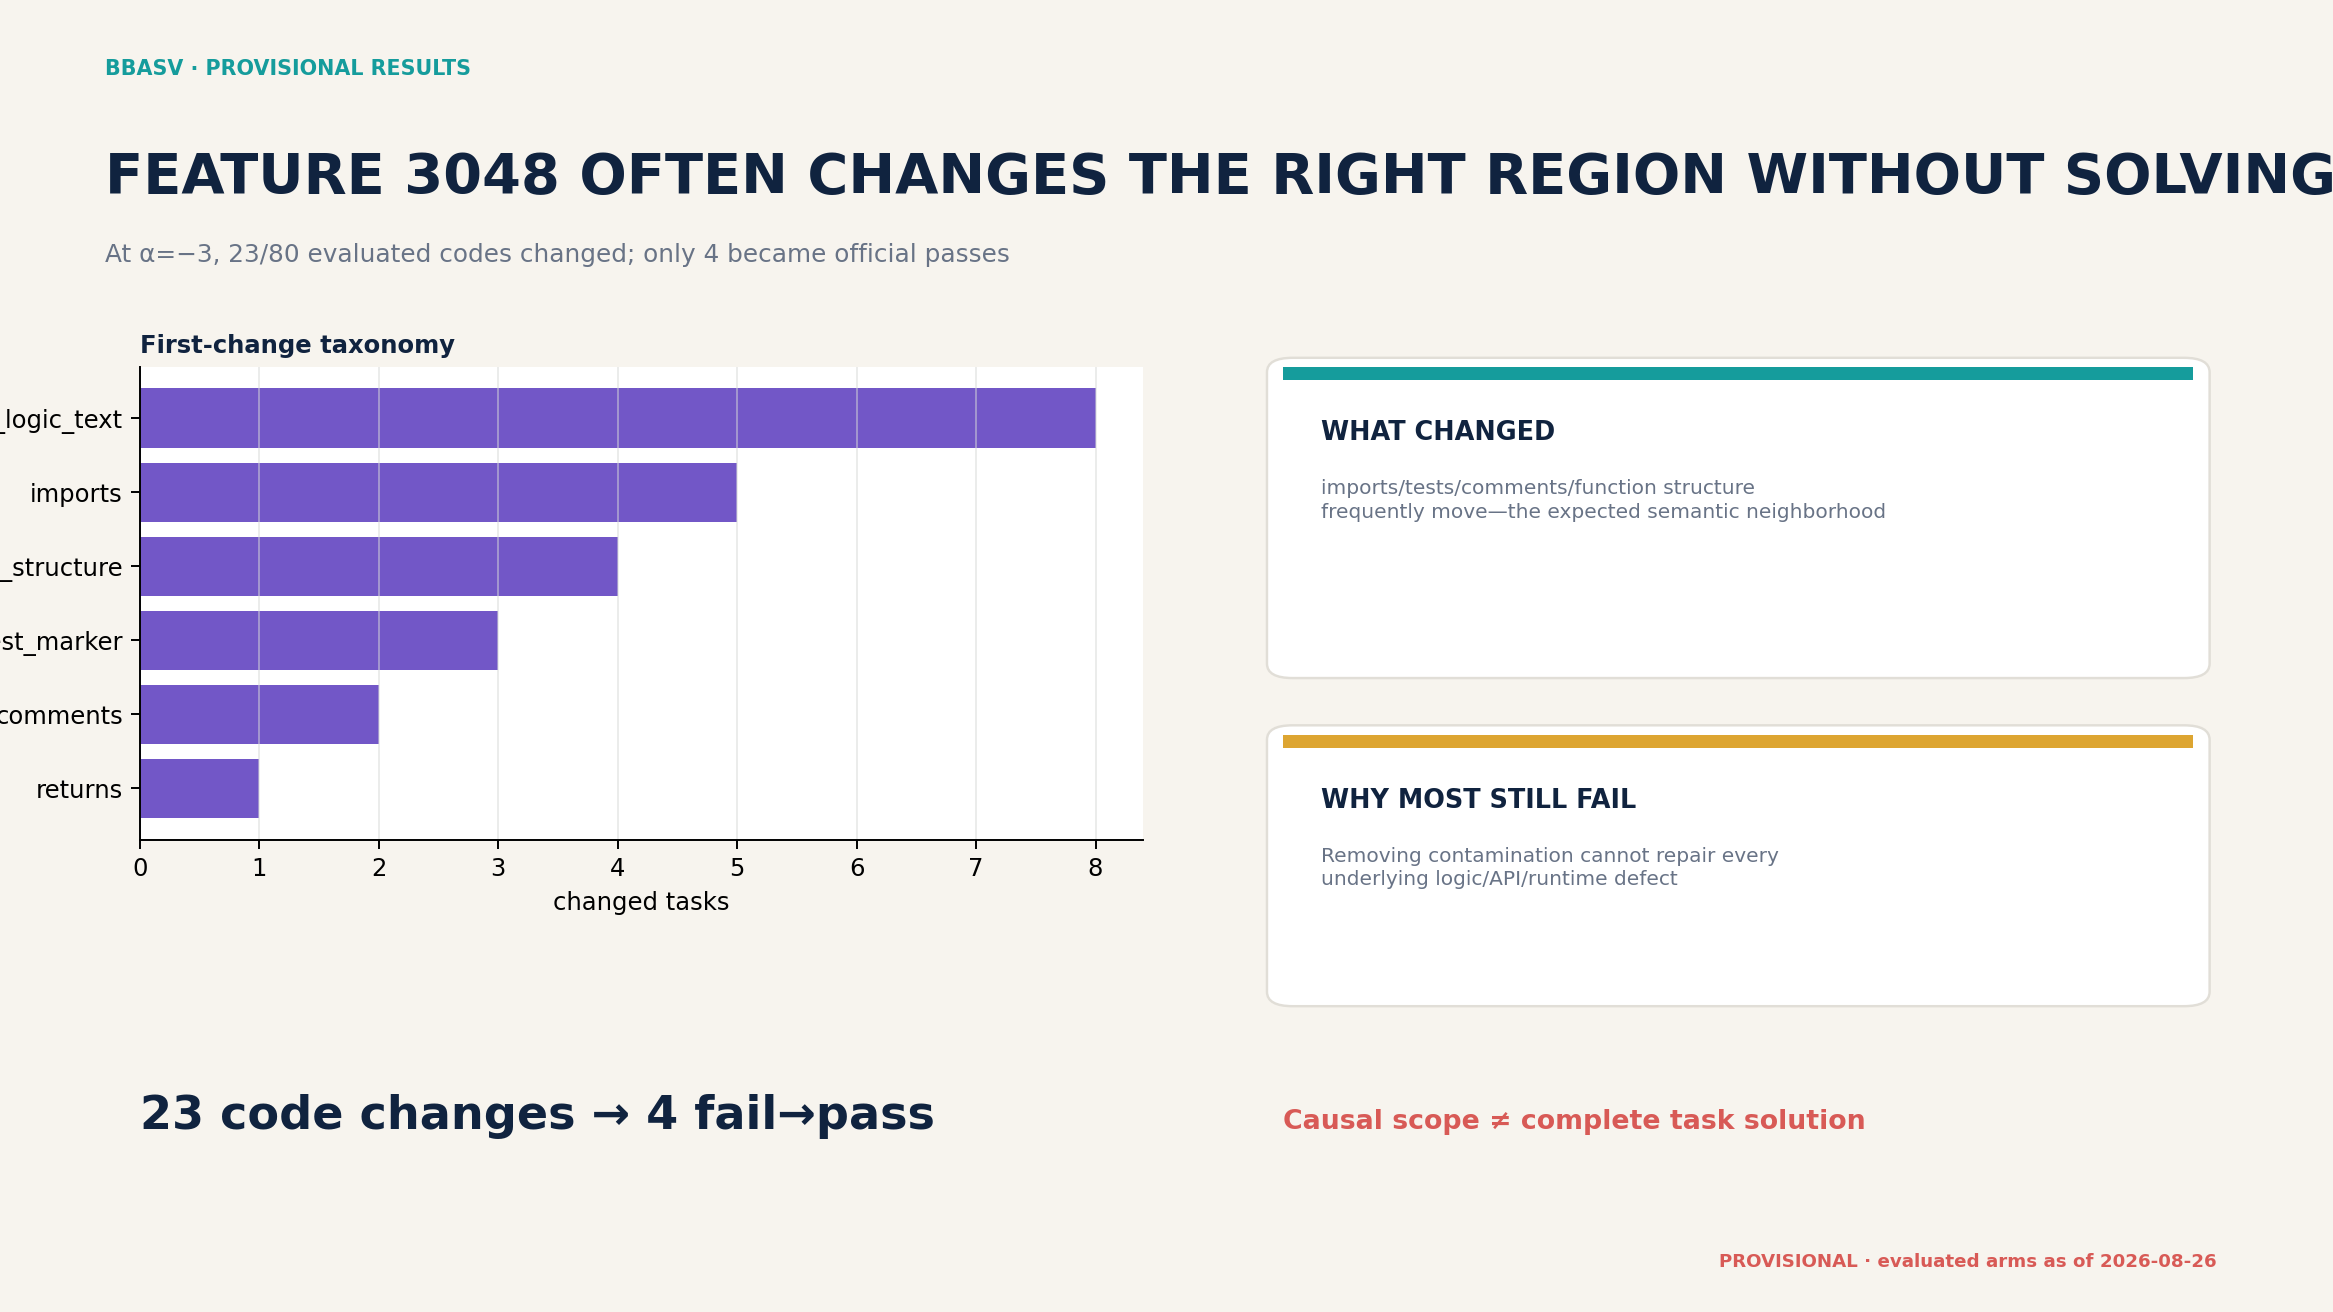 BBASV · PROVISIONAL RESULTS
FEATURE 3048 OFTEN CHANGES THE RIGHT REGION WITHOUT SOLVING
At α=−3, 23/80 evaluated codes changed; only 4 became official passes
First-change taxonomy
_logic_text
imports
_structure
st_marker
comments
returns
0 1 2 3 4 5 6 7 8
changed tasks
WHAT CHANGED
imports/tests/comments/function structure
frequently move—the expected semantic neighborhood
WHY MOST STILL FAIL
Removing contamination cannot repair every
underlying logic/API/runtime defect
23 code changes → 4 fail→pass
Causal scope ≠ complete task solution
PROVISIONAL · evaluated arms as of 2026-08-26